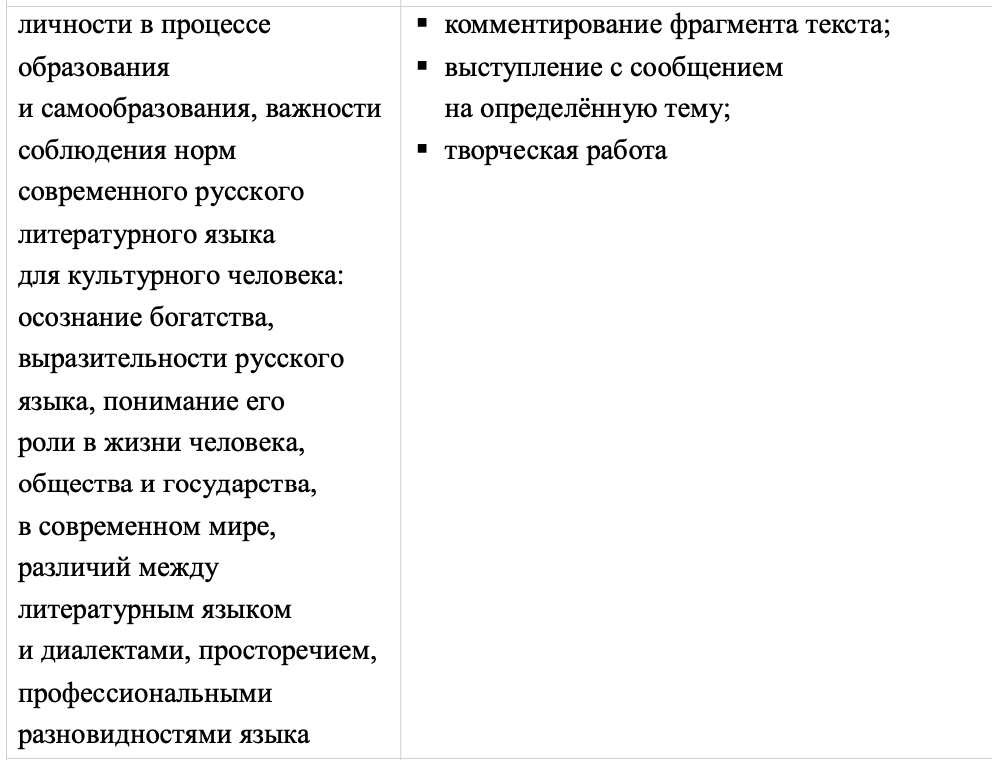 личности в процессе
образования
и самообразования, важности
соблюдения норм
современного русского
литературного языка
для культурного человека:
осознание богатства,
выразительности русского
языка, понимание его
роли в жизни человека,
общества и государства,
в современном мире,
различий между
литературным языком
и диалектами, просторечием,
профессиональными
разновидностями языка
▪ комментирование фрагмента текста;
▪ выступление с сообщением
на определённую тему;
▪ творческая работа